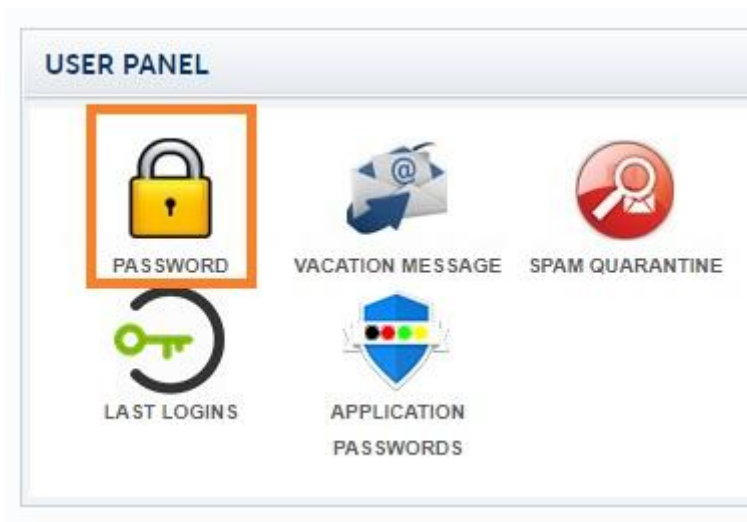 USER PANEL
@
PASSWORD
VACATION MESSAGE
SPAM QUARANTINE
LAST LOGINS
APPLICATION
PASSWORDS